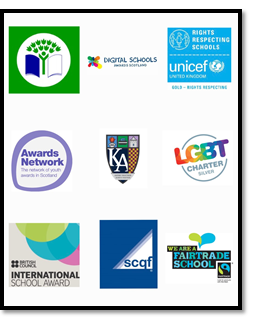 RIGHTS
RESPECTING
SCHOOLS
unicef
UNITED KINGDOM
GOLD - RIGHTS RESPECTING
DIGITAL SCHOOLS
AWARDS SCOTLAND
Awards
Network
The network of youth
awards in Scotland
KA
LGBT
CHARTER
SILVER
BRITISH
COUNCIL
INTERNATIONAL
SCHOOL AWARD
scqf
WE ARE A
FAIRTRADE
SCHOOL